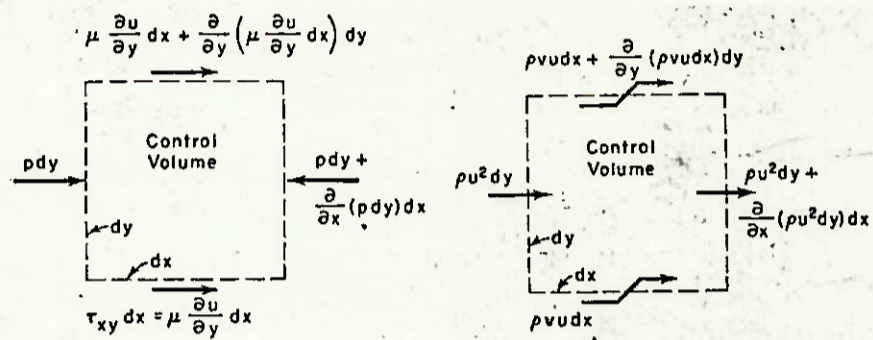 μ ∂u/∂y dx + ∂/∂y (μ ∂u/∂y dx) dy
Control
Volume
pdy
pdy +
∂/∂x (pdy) dx
dy
dx
τxy dx = μ ∂u/∂y dx
ρvudx + ∂/∂y (ρvudx) dy
Control
Volume
ρu²dy
ρu²dy +
∂/∂x (ρu²dy) dx
dy
dx
ρvudx